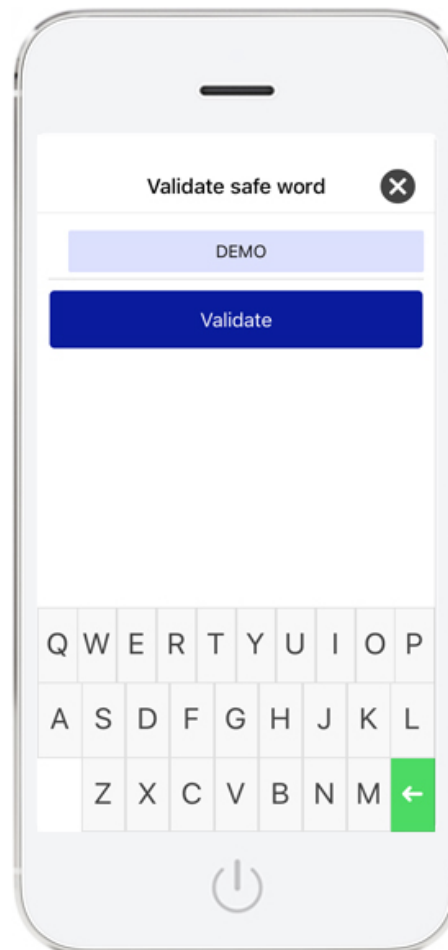 Validate safe word
DEMO
Validate
Q W E R T Y U I O P
A S D F G H J K L
Z X C V B N M